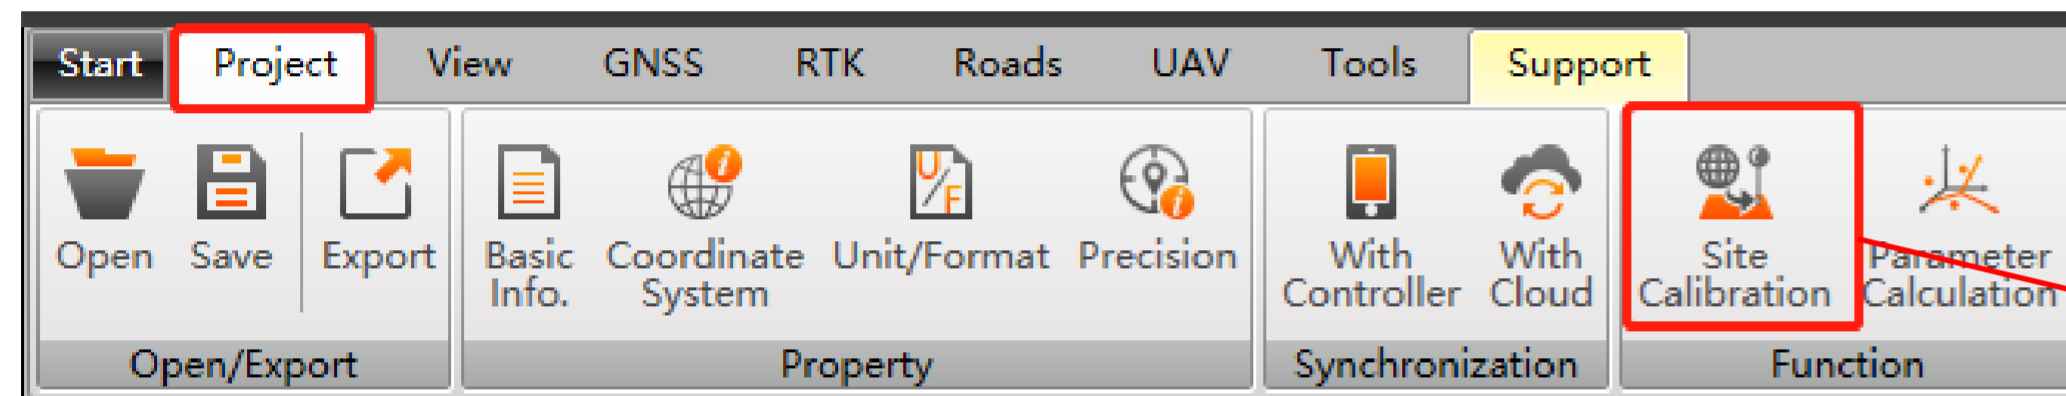 Start Project View GNSS RTK Roads UAV Tools Support
Open Save Export Basic Info. Coordinate System Unit/Format Precision With Controller With Cloud Site Calibration Parameter Calculation
Open/Export Property Synchronization Function